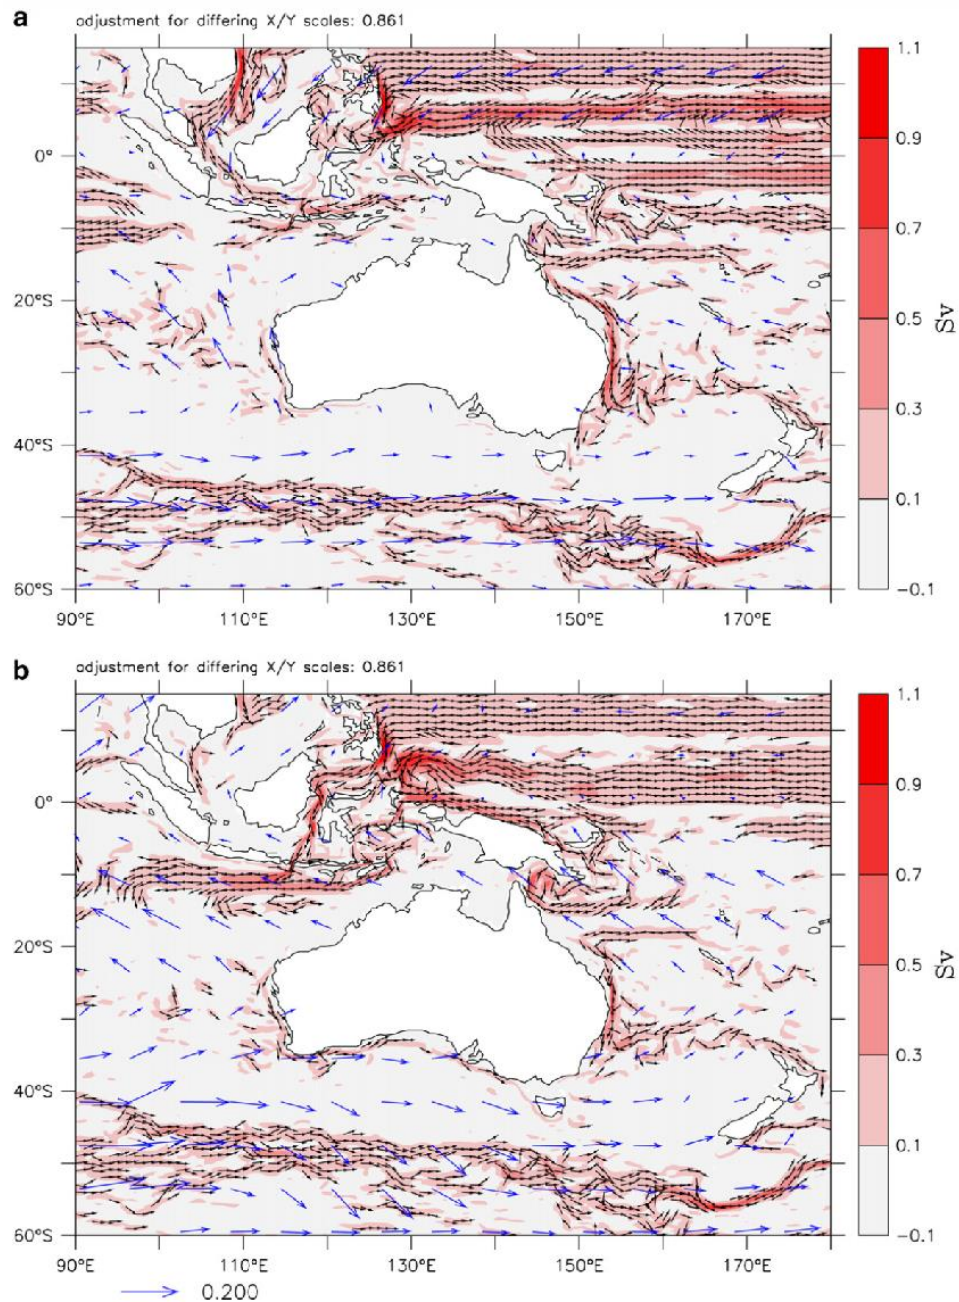 a
adjustment for differing X/Y scales: 0.861
1.1
0.9
0.7
0.5
0.3
0.1
−0.1
Sv
0°
20°S
40°S
60°S
90°E 110°E 130°E 150°E 170°E
b
adjustment for differing X/Y scales: 0.861
1.1
0.9
0.7
0.5
0.3
0.1
−0.1
Sv
0°
20°S
40°S
60°S
90°E 110°E 130°E 150°E 170°E
0.200